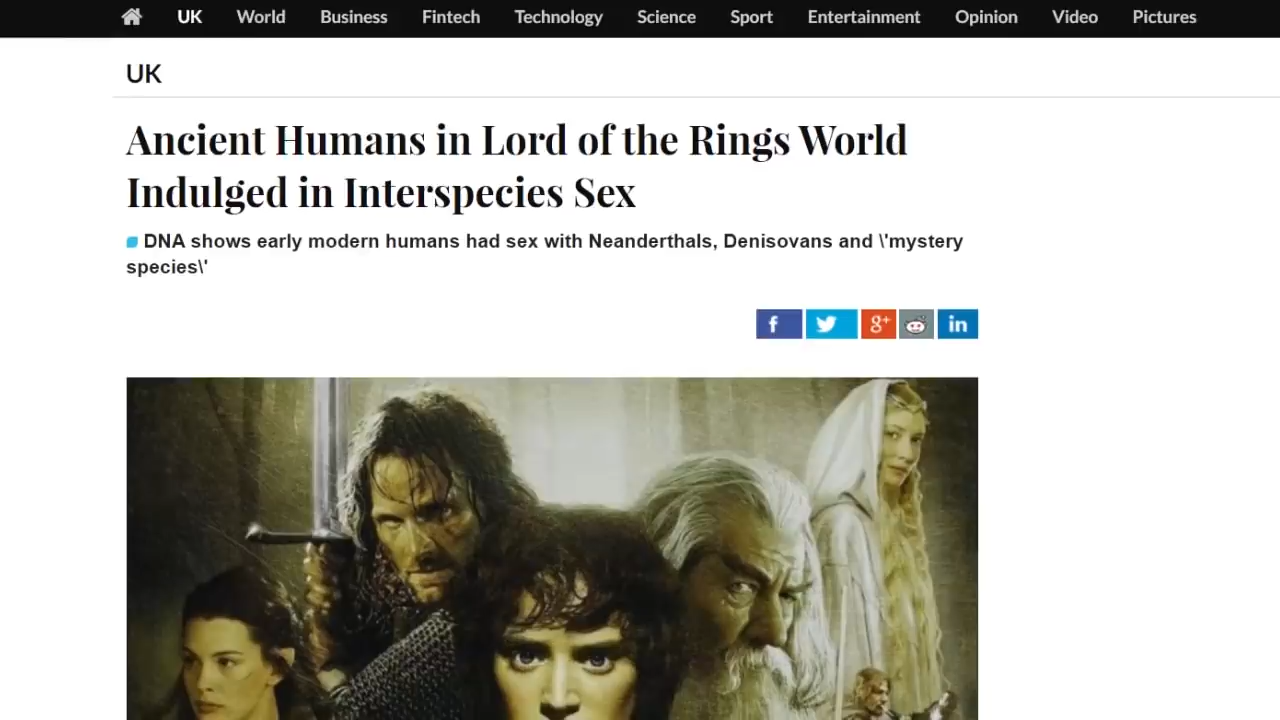 UK World Business Fintech Technology Science Sport Entertainment Opinion Video Pictures
UK
Ancient Humans in Lord of the Rings World
Indulged in Interspecies Sex
DNA shows early modern humans had sex with Neanderthals, Denisovans and \'mystery
species\'
f g+ in